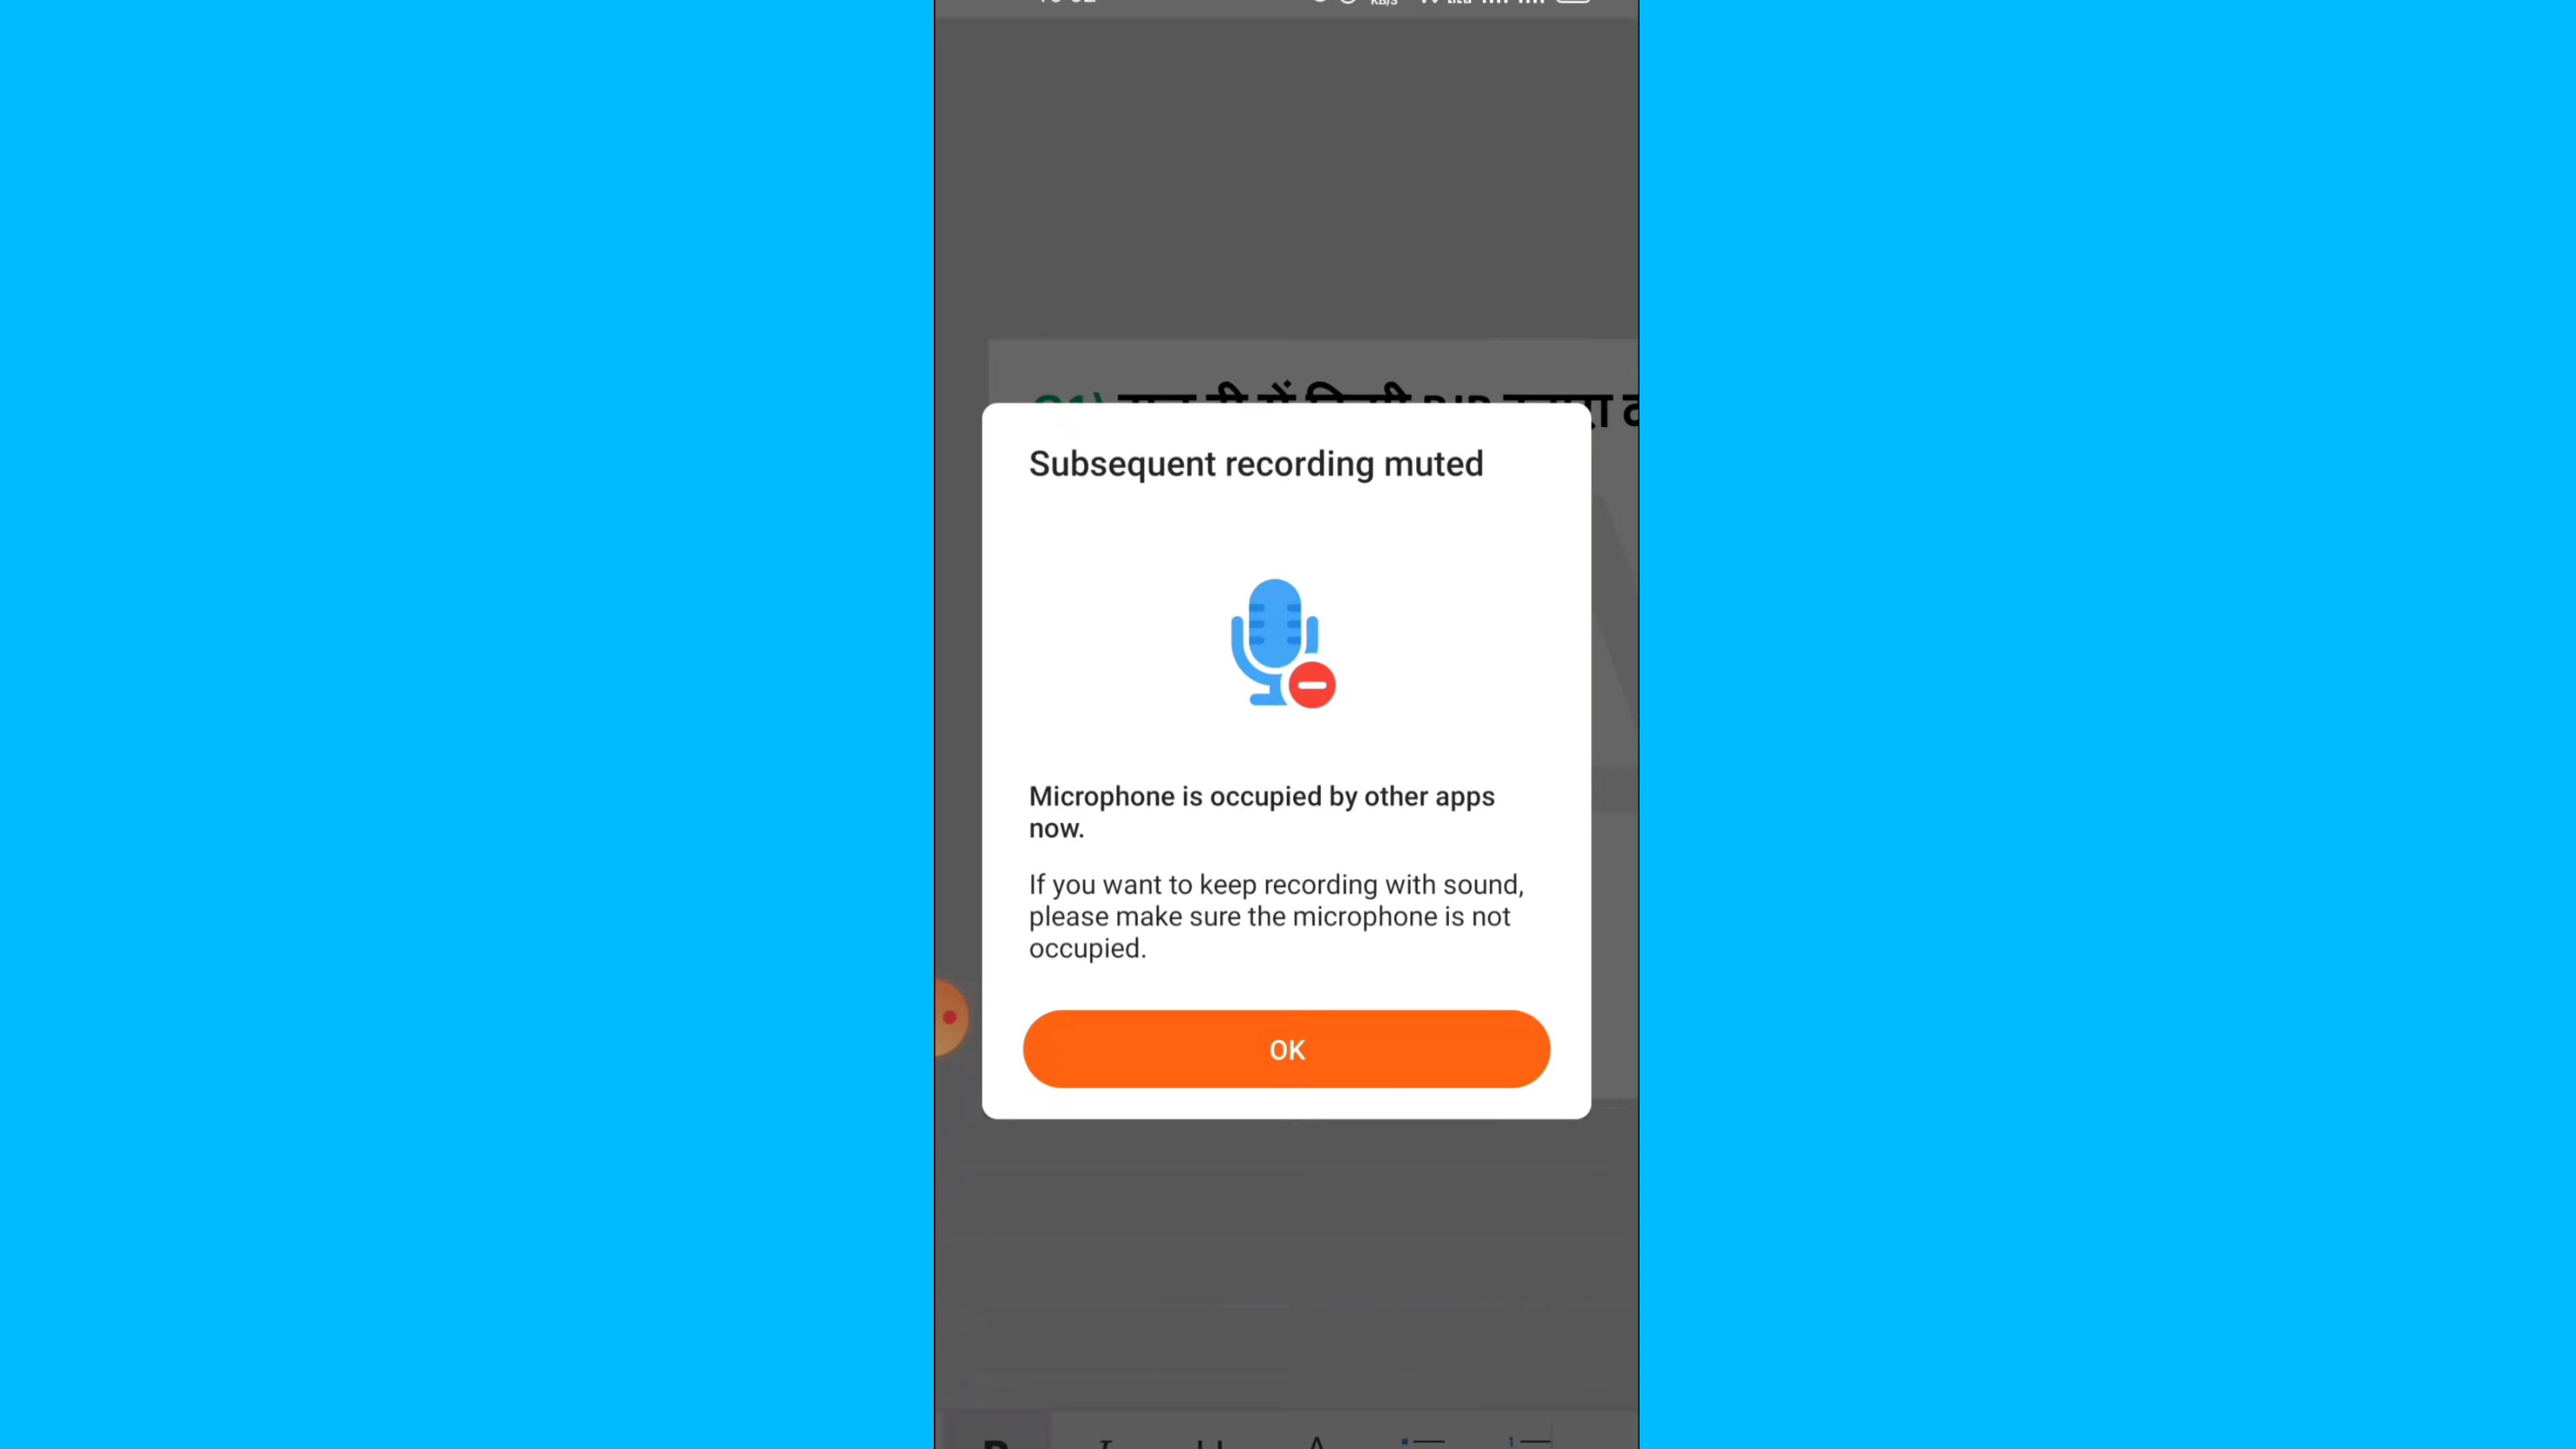 Subsequent recording muted
Microphone is occupied by other apps
now.
If you want to keep recording with sound,
please make sure the microphone is not
occupied.
OK